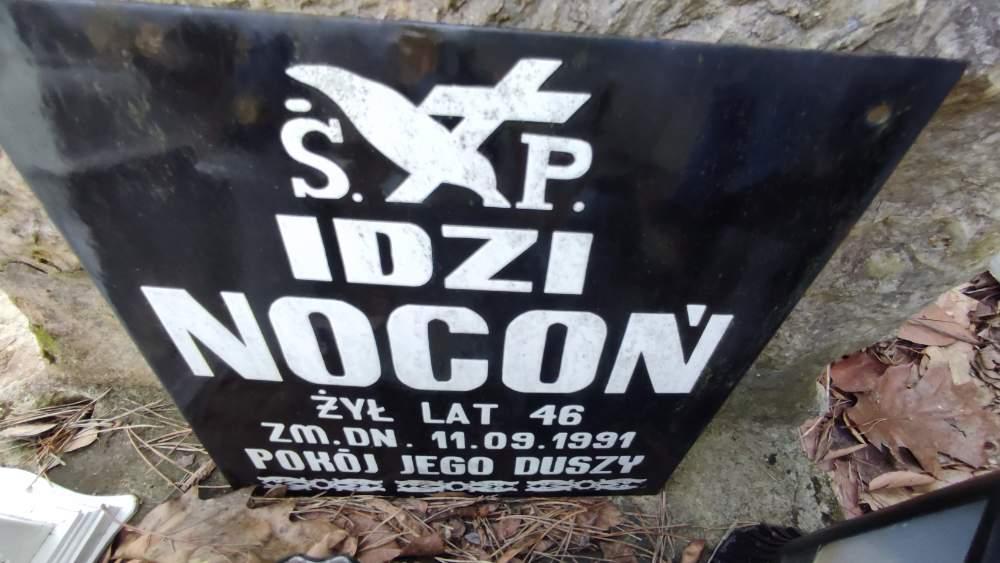 Ś. P.
IDZI
NOCOŃ
ŻYŁ LAT 46
ZM. DN. 11.09.1991
POKÓJ JEGO DUSZY